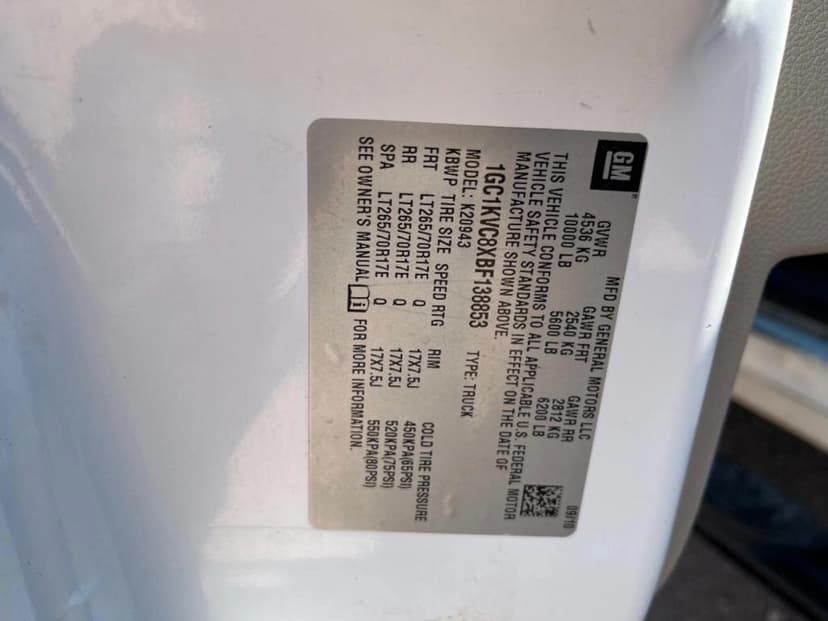 GM
MFD BY GENERAL MOTORS LLC 09/10
GVWR GAWR FRT GAWR RR
4536 KG 2540 KG 2812 KG
10000 LB 5600 LB 6200 LB
THIS VEHICLE CONFORMS TO ALL APPLICABLE U.S. FEDERAL MOTOR
VEHICLE SAFETY STANDARDS IN EFFECT ON THE DATE OF
MANUFACTURE SHOWN ABOVE.
1GC1KVC8XBF138853 TYPE: TRUCK
MODEL: K20943
KBWP TIRE SIZE SPEED RTG RIM COLD TIRE PRESSURE
FRT LT265/70R17E Q 17X7.5J 450KPA(65PSI)
RR LT265/70R17E Q 17X7.5J 520KPA(75PSI)
SPA LT265/70R17E Q 17X7.5J 550KPA(80PSI)
SEE OWNER'S MANUAL i FOR MORE INFORMATION.